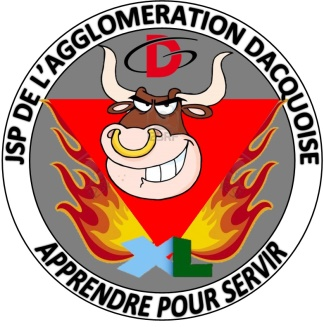 JSP DE L'AGGLOMERATION DACQUOISE
D
XL
APPRENDRE POUR SERVIR